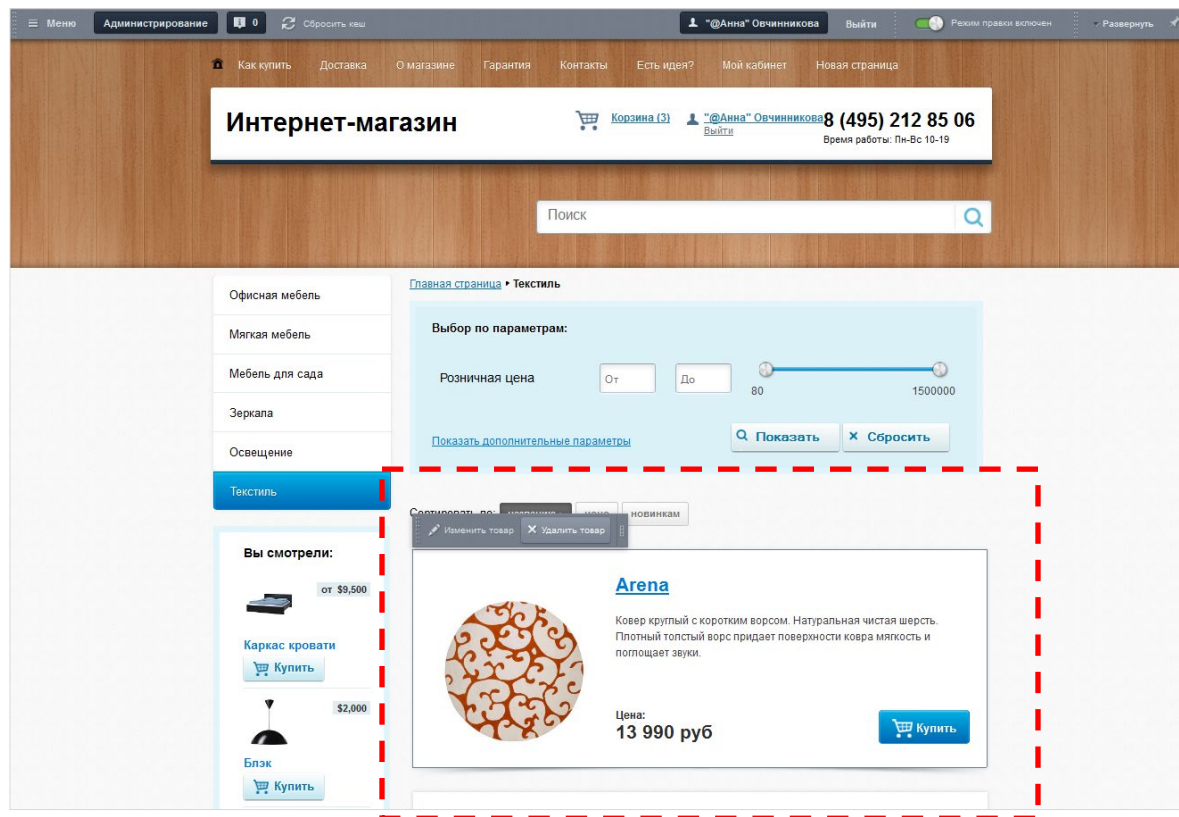 Меню Администрирование 0 Сбросить кеш "@Анна" Овчинникова Выйти Режим правки включен Развернуть
Как купить Доставка О магазине Гарантия Контакты Есть идея? Мой кабинет Новая страница
Интернет-магазин Корзина (3) "@Анна" Овчинникова 8 (495) 212 85 06
Выйти
Время работы: Пн-Вс 10-19
Поиск
Главная страница Текстиль
Офисная мебель
Мягкая мебель
Мебель для сада
Зеркала
Освещение
Текстиль
Выбор по параметрам:
Розничная цена От До 80 1500000
Показать дополнительные параметры Показать Сбросить
Сортировать по: новинкам
Изменить товар Удалить товар
Arena
Ковер круглый с коротким ворсом. Натуральная чистая шерсть.
Плотный толстый ворс придает поверхности ковра мягкость и
поглощает звуки.
Цена:
13 990 руб
Купить
Вы смотрели:
от $9,500
Каркас кровати
Купить
$2,000
Блэк
Купить